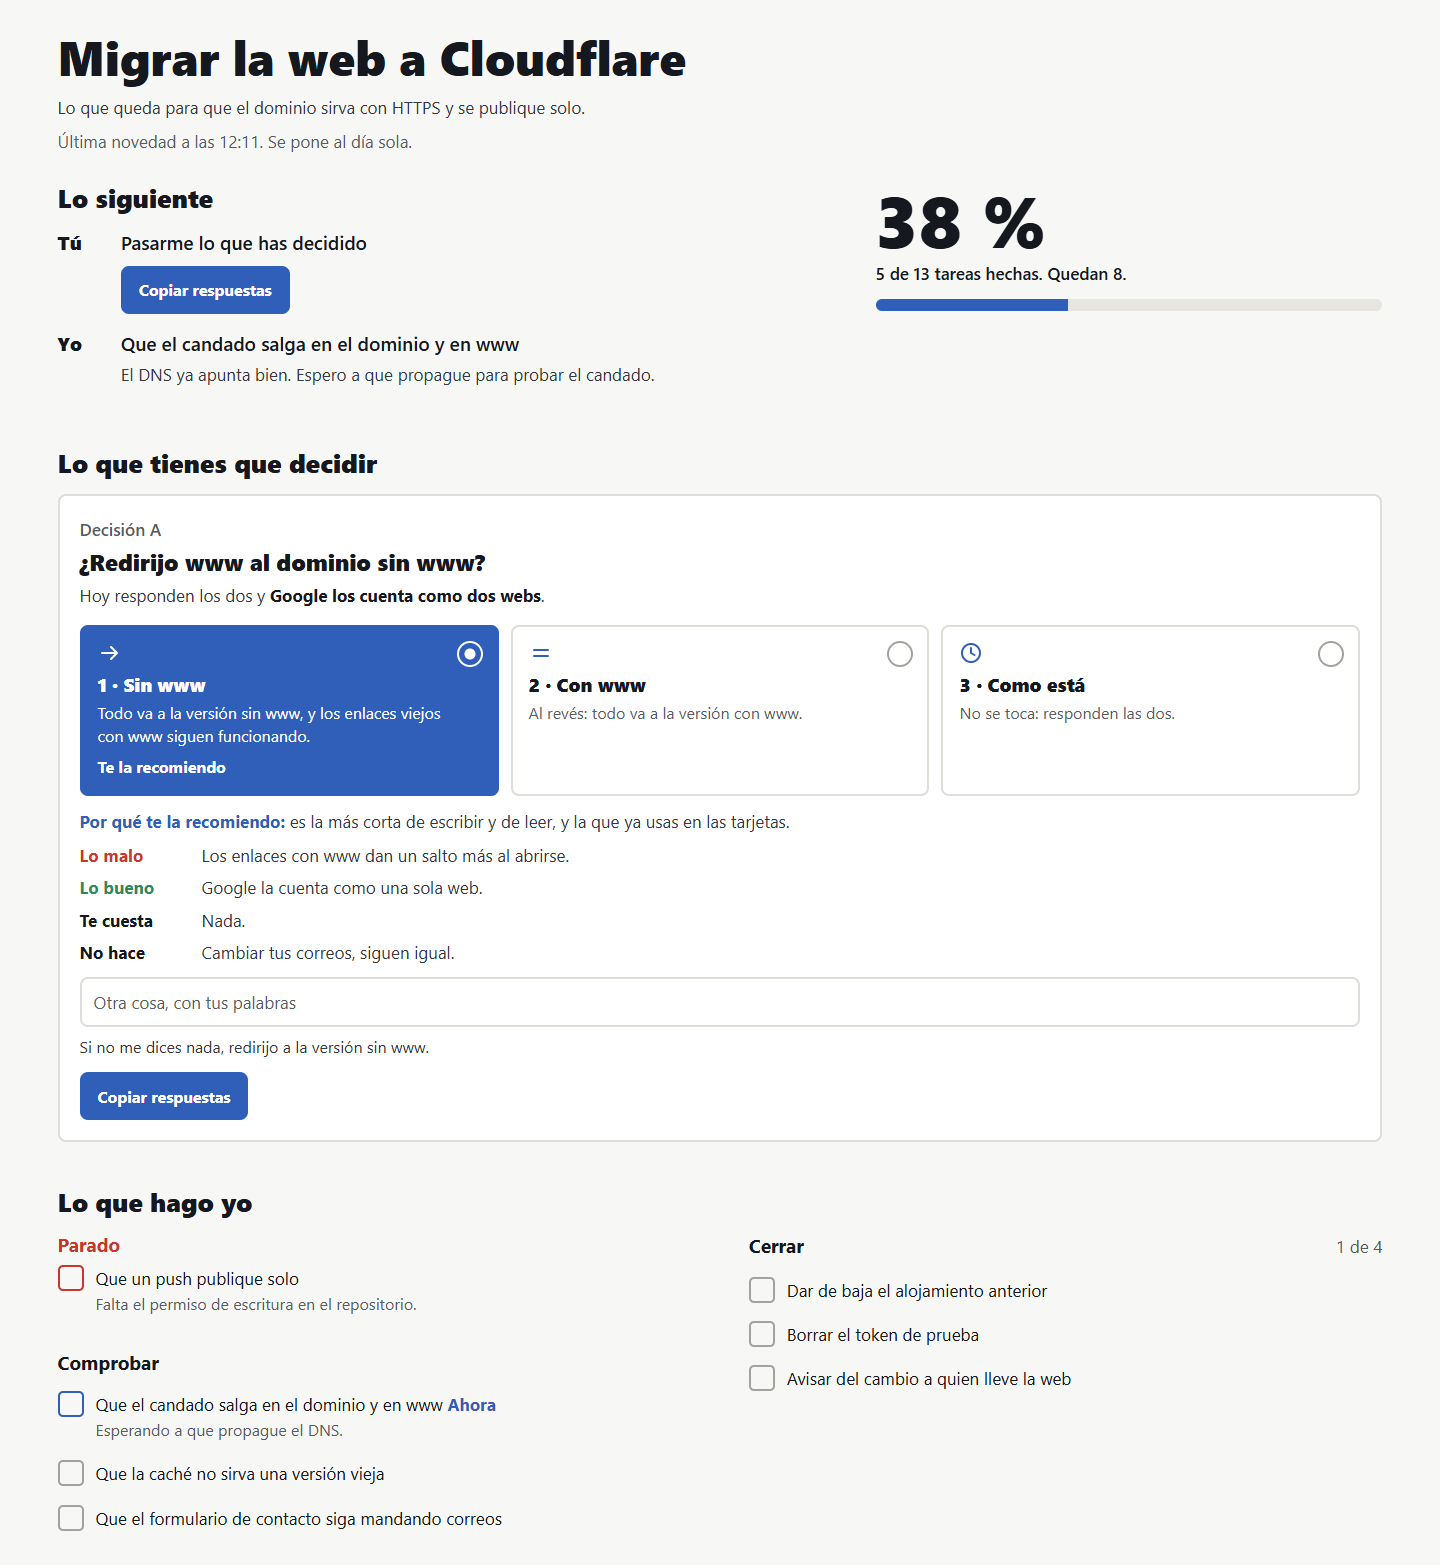 Migrar la web a Cloudflare
Lo que queda para que el dominio sirva con HTTPS y se publique solo.
Última novedad a las 12:11. Se pone al día sola.
Lo siguiente
Tú
Pasarme lo que has decidido
Copiar respuestas
Yo
Que el candado salga en el dominio y en www
El DNS ya apunta bien. Espero a que propague para probar el candado.
38 %
5 de 13 tareas hechas. Quedan 8.
Lo que tienes que decidir
Decisión A
¿Redirijo www al dominio sin www?
Hoy responden los dos y Google los cuenta como dos webs.
1 · Sin www
Todo va a la versión sin www, y los enlaces viejos
con www siguen funcionando.
Te la recomiendo
2 · Con www
Al revés: todo va a la versión con www.
3 · Como está
No se toca: responden las dos.
Por qué te la recomiendo: es la más corta de escribir y de leer, y la que ya usas en las tarjetas.
Lo malo Los enlaces con www dan un salto más al abrirse.
Lo bueno Google la cuenta como una sola web.
Te cuesta Nada.
No hace Cambiar tus correos, siguen igual.
Otra cosa, con tus palabras
Si no me dices nada, redirijo a la versión sin www.
Copiar respuestas
Lo que hago yo
Parado
Que un push publique solo
Falta el permiso de escritura en el repositorio.
Comprobar
Que el candado salga en el dominio y en www Ahora
Esperando a que propague el DNS.
Que la caché no sirva una versión vieja
Que el formulario de contacto siga mandando correos
Cerrar 1 de 4
Dar de baja el alojamiento anterior
Borrar el token de prueba
Avisar del cambio a quien lleve la web